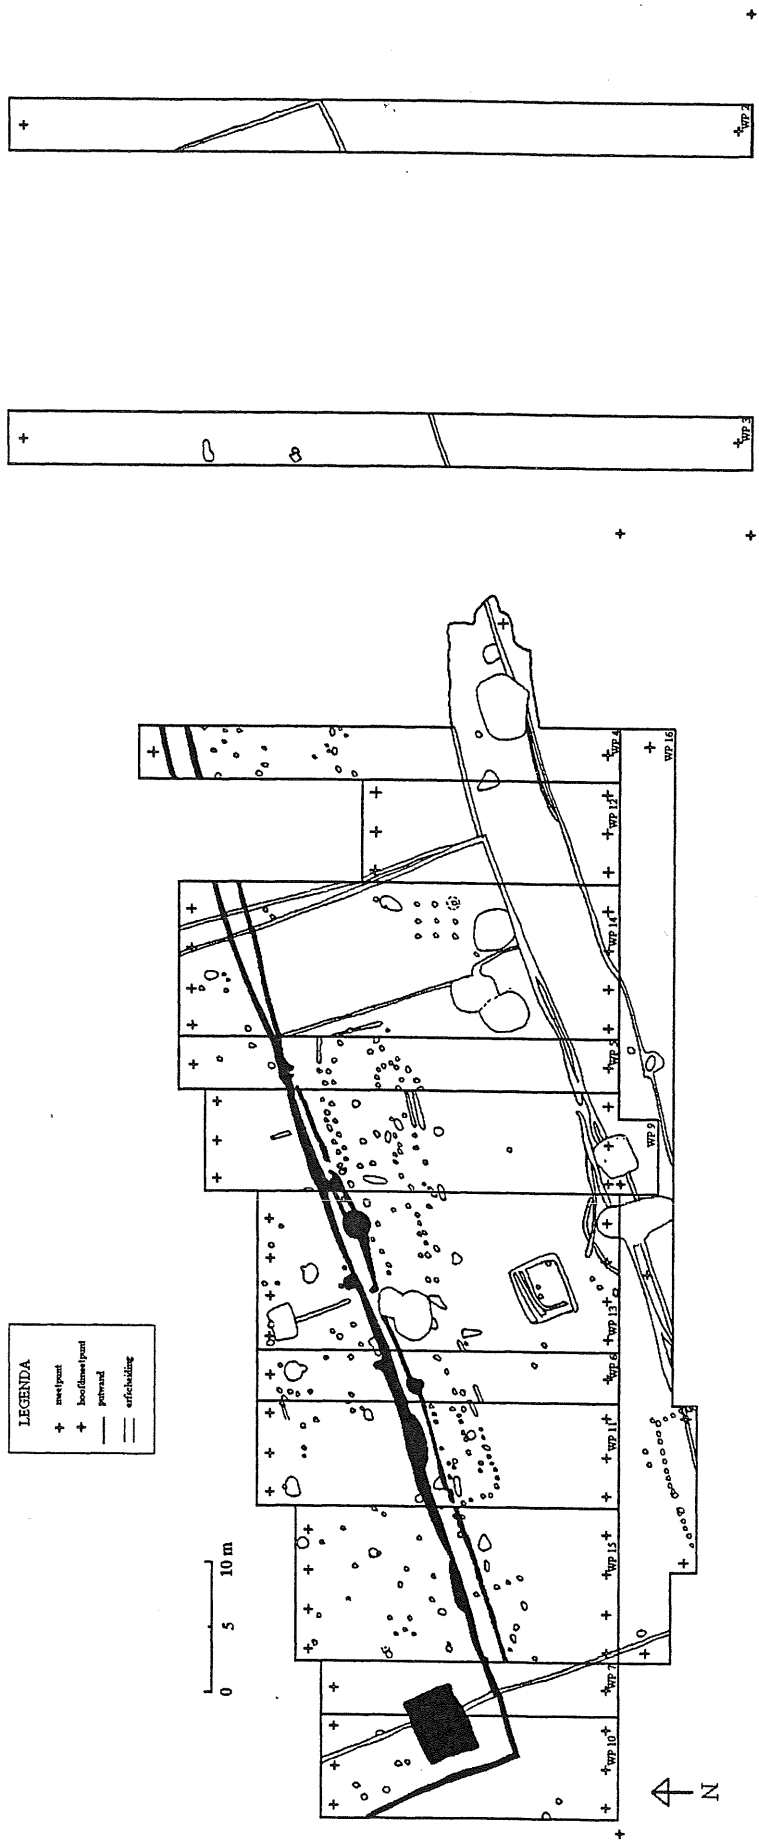 WP 2
WP 3
WP 4
WP 16
WP 12
WP 14
WP 5
WP 9
WP 13
WP 6
WP 11
WP 15
WP 7
WP 10
LEGENDA
meetpunt
hoofdmeetpunt
putwand
erfscheiding
0 5 10 m
N